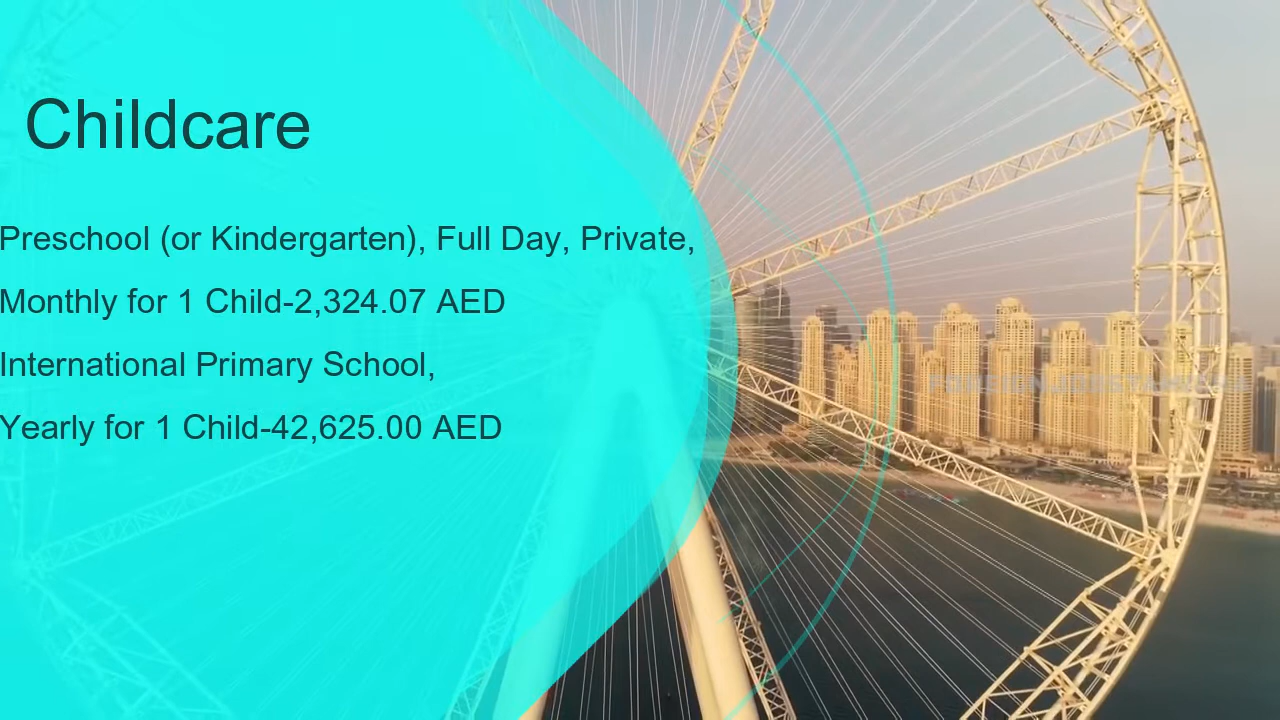 Childcare
Preschool (or Kindergarten), Full Day, Private,
Monthly for 1 Child-2,324.07 AED
International Primary School,
Yearly for 1 Child-42,625.00 AED